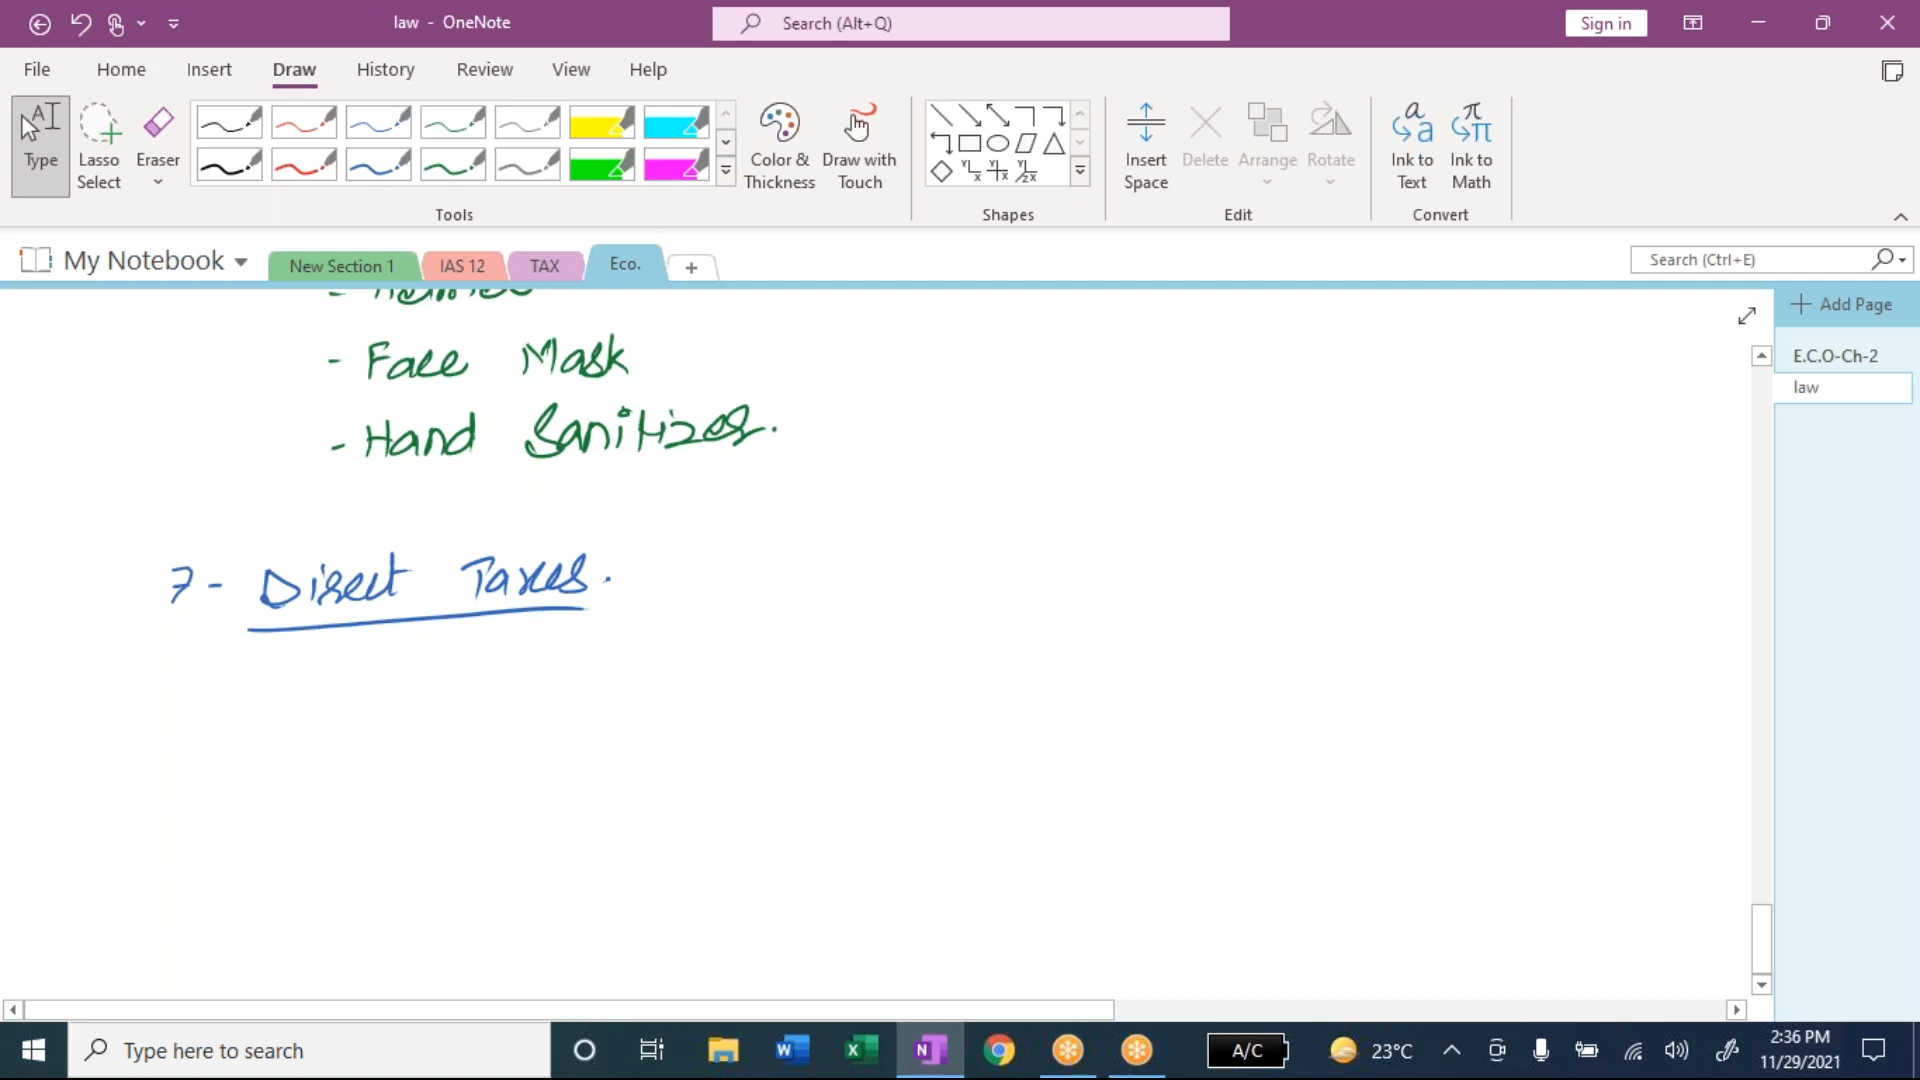 law - OneNote
Search (Alt+Q)
Sign in
File Home Insert Draw History Review View Help
Type
Lasso Select
Eraser
Color & Thickness
Draw with Touch
Insert Space
Delete
Arrange
Rotate
Ink to Text
Ink to Math
Tools
Shapes
Edit
Convert
My Notebook
New Section 1
IAS 12
TAX
Eco.
Search (Ctrl+E)
Add Page
E.C.O-Ch-2
law
- Face Mask
- Hand Sanitizer.
7- Direct Taxes.
Type here to search
A/C
23°C
2:36 PM
11/29/2021